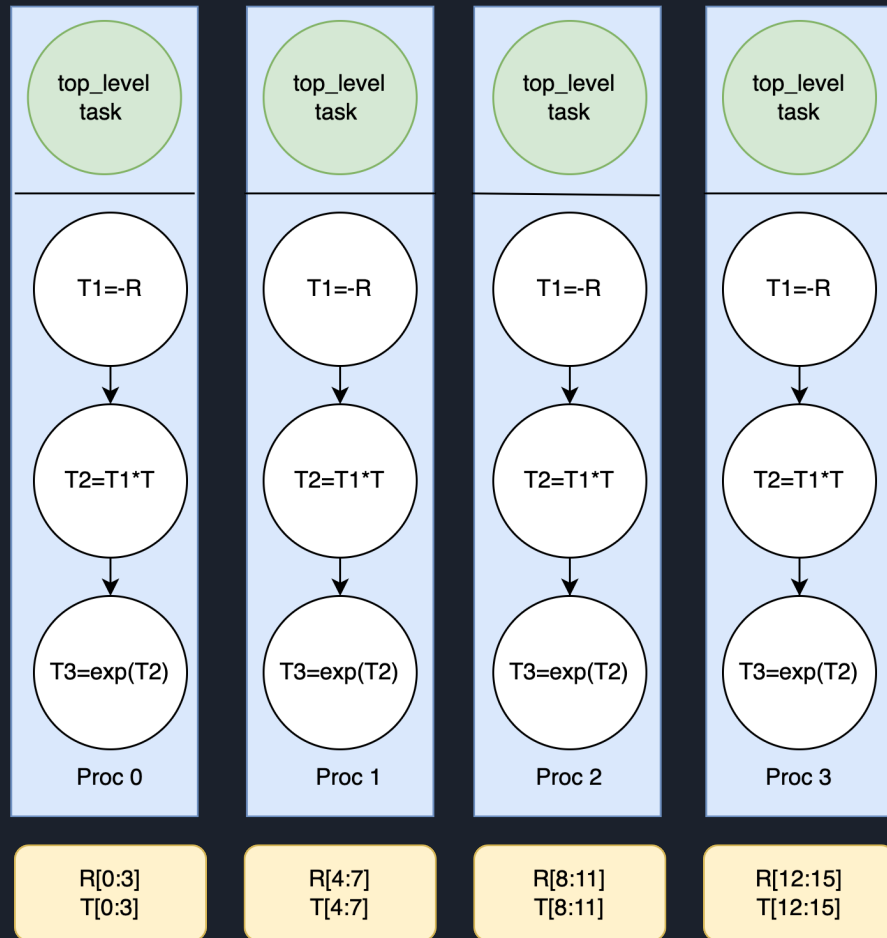 top_level
task
top_level
task
top_level
task
top_level
task
T1=-R
T1=-R
T1=-R
T1=-R
T2=T1*T
T2=T1*T
T2=T1*T
T2=T1*T
T3=exp(T2)
T3=exp(T2)
T3=exp(T2)
T3=exp(T2)
Proc 0
Proc 1
Proc 2
Proc 3
R[0:3]
T[0:3]
R[4:7]
T[4:7]
R[8:11]
T[8:11]
R[12:15]
T[12:15]